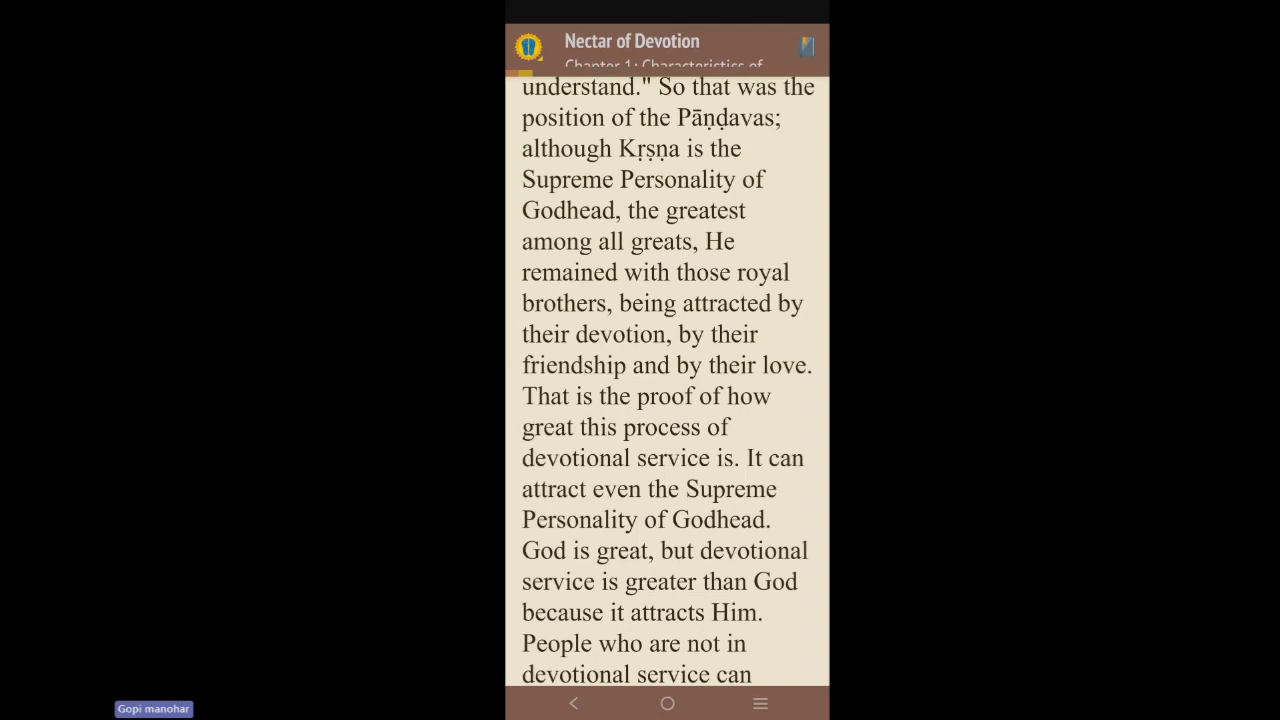 Nectar of Devotion
Chapter 1: Characteristics of
understand." So that was the
position of the Pāṇḍavas;
although Kṛṣṇa is the
Supreme Personality of
Godhead, the greatest
among all greats, He
remained with those royal
brothers, being attracted by
their devotion, by their
friendship and by their love.
That is the proof of how
great this process of
devotional service is. It can
attract even the Supreme
Personality of Godhead.
God is great, but devotional
service is greater than God
because it attracts Him.
People who are not in
devotional service can
Gopi manohar